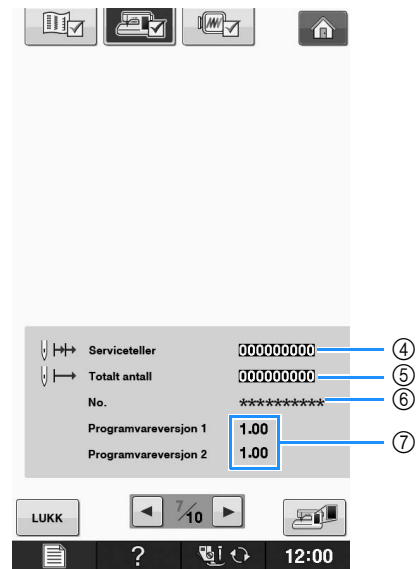 Serviceteller 000000000 ④
Totalt antall 000000000 ⑤
No. ********** ⑥
Programvareversjon 1 1.00 ⑦
Programvareversjon 2 1.00
LUKK 7/10
? 12:00